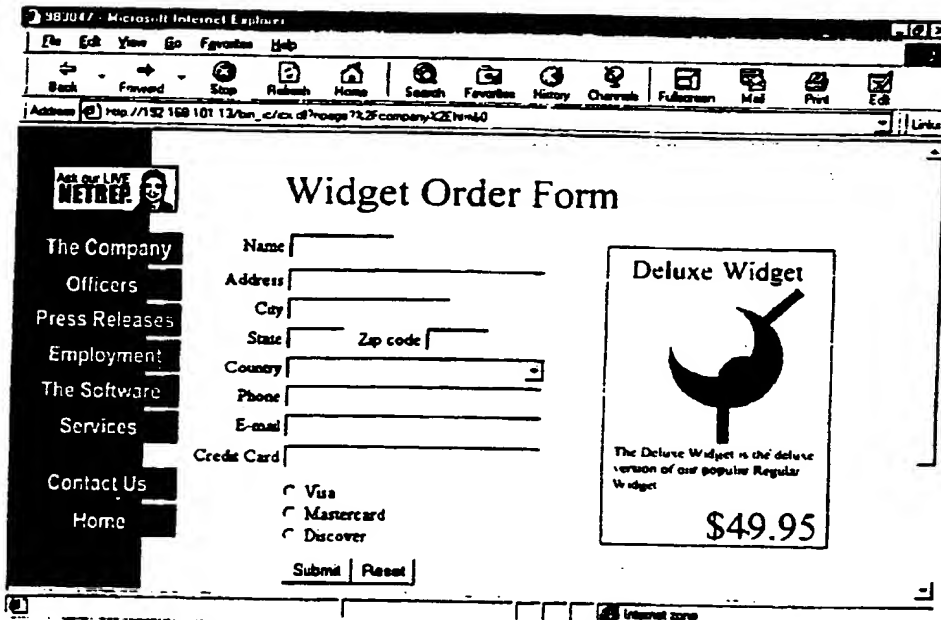 983047 - Microsoft Internet Explorer
File Edit View Go Favorites Help
Back Forward Stop Refresh Home Search Favorites History Channels Fullscreen Mail Print Edit
Address Links
Ask our LIVE
NETREP.
Widget Order Form
The Company
Officers
Press Releases
Employment
The Software
Services
Contact Us
Home
Name
Address
City
State Zip code
Country
Phone
E-mail
Credit Card
Visa
Mastercard
Discover
Submit Reset
Deluxe Widget
The Deluxe Widget is the deluxe
version of our popular Regular
Widget
$49.95
Internet zone